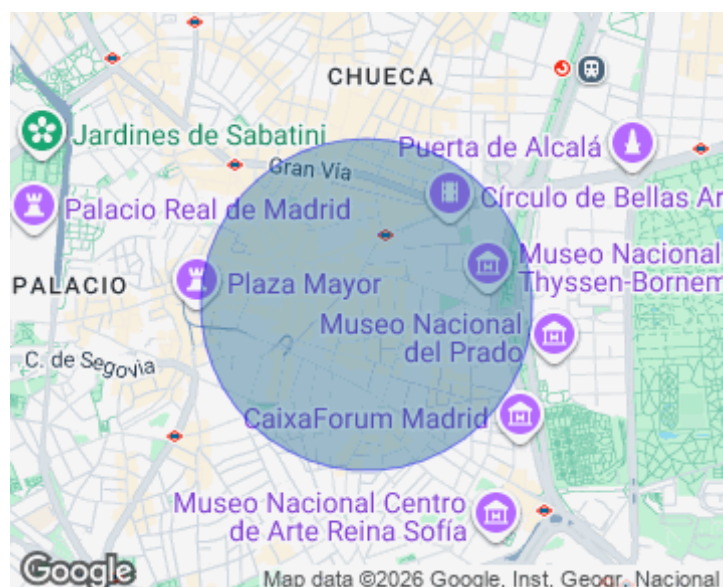 CHUECA
Jardines de Sabatini
Puerta de Alcalá
Gran Vía
Palacio Real de Madrid
Círculo de Bellas Ar
Museo Nacional
Thyssen-Bornem
PALACIO
Plaza Mayor
Museo Nacional
del Prado
C. de Segovia
CaixaForum Madrid
Museo Nacional Centro
de Arte Reina Sofía
Google
Map data ©2026 Google, Inst. Geogr. Nacional